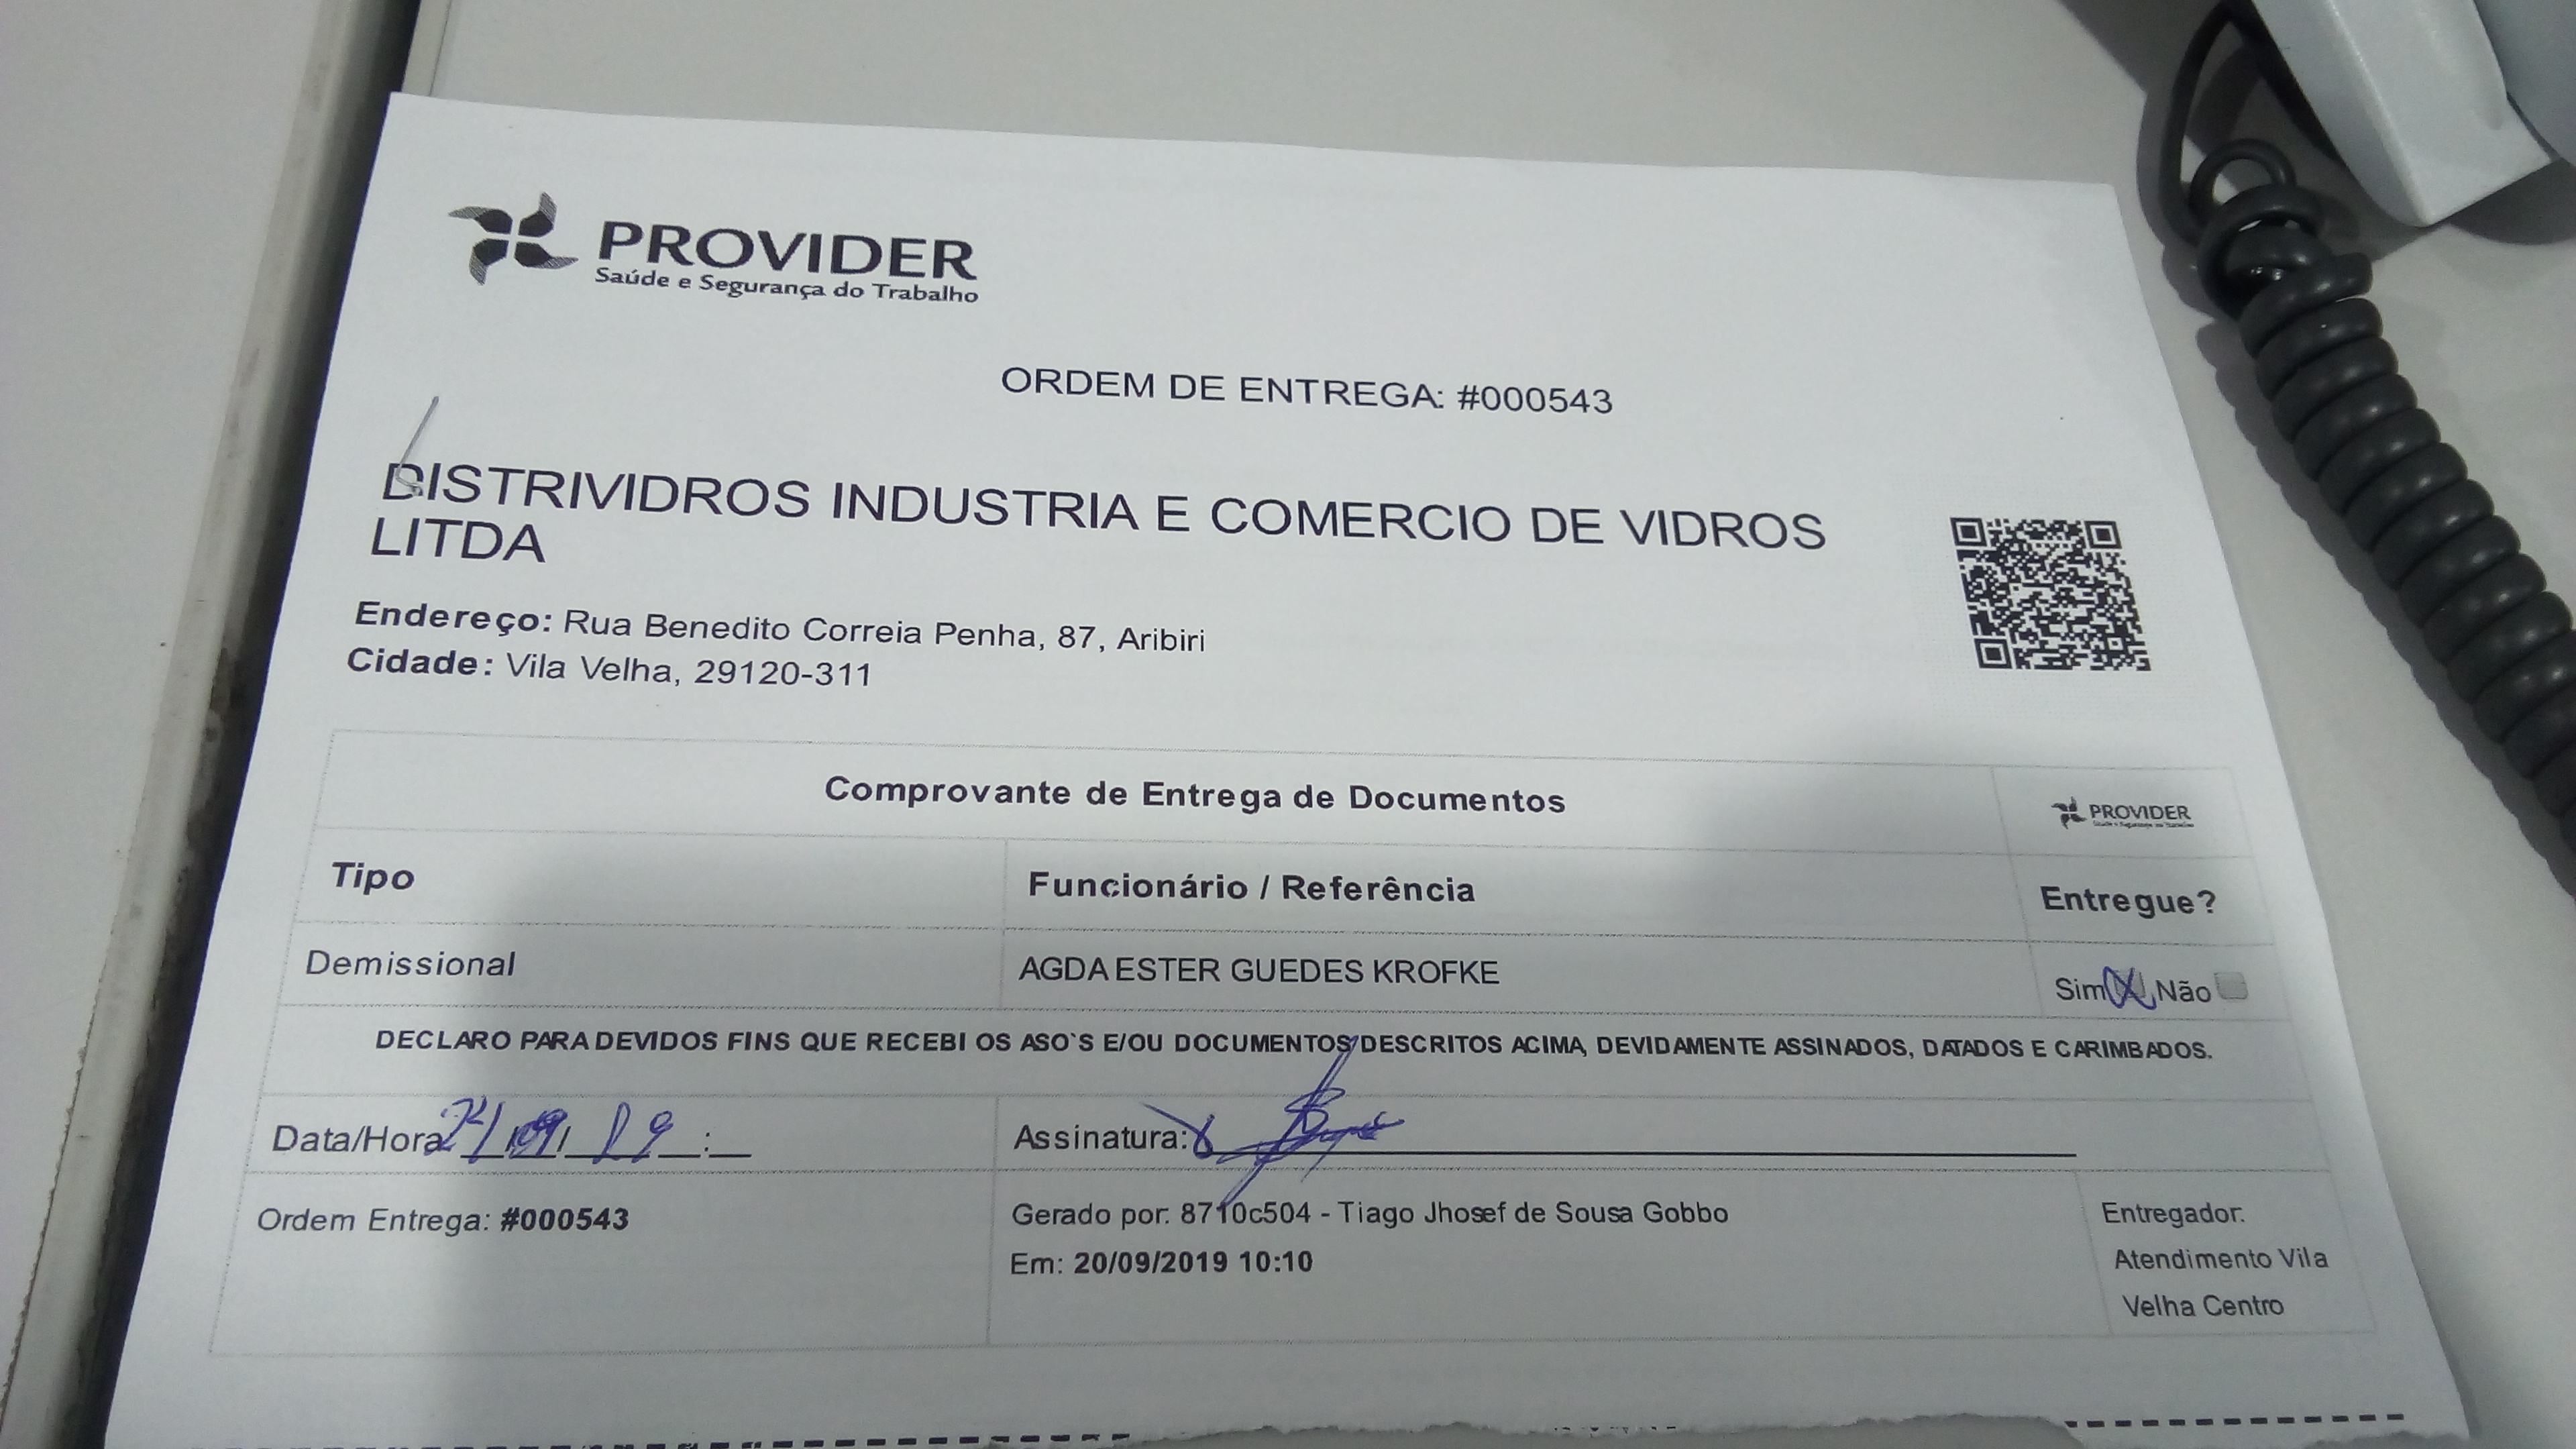 PROVIDER
Saúde e Segurança do Trabalho
ORDEM DE ENTREGA: #000543
DISTRIVIDROS INDUSTRIA E COMERCIO DE VIDROS
LITDA
Endereço: Rua Benedito Correia Penha, 87, Aribiri
Cidade: Vila Velha, 29120-311
Comprovante de Entrega de Documentos
PROVIDER
Tipo Funcionário / Referência Entregue?
Demissional AGDA ESTER GUEDES KROFKE Sim X Não
DECLARO PARA DEVIDOS FINS QUE RECEBI OS ASO`S E/OU DOCUMENTOS DESCRITOS ACIMA, DEVIDAMENTE ASSINADOS, DATADOS E CARIMBADOS.
Data/Hora: /09/ 19 __:__ Assinatura:
Ordem Entrega: #000543
Gerado por: 8710c504 - Tiago Jhosef de Sousa Gobbo
Em: 20/09/2019 10:10
Entregador:
Atendimento Vila
Velha Centro